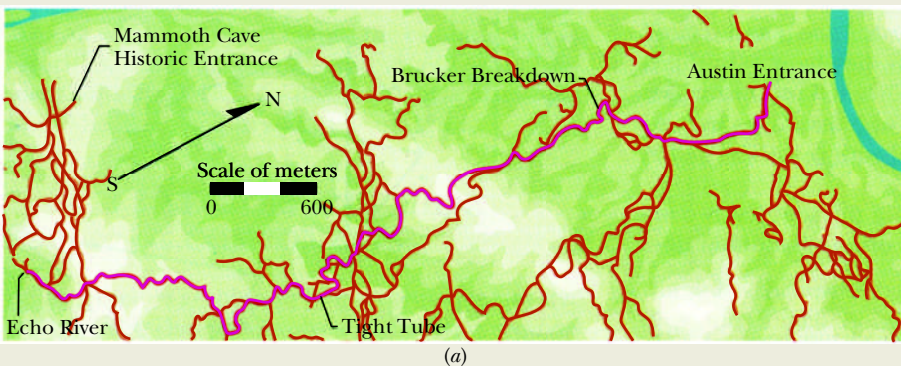 Mammoth Cave
Historic Entrance
Brucker Breakdown
Austin Entrance
N
S
Scale of meters
0 600
Echo River
Tight Tube
(a)